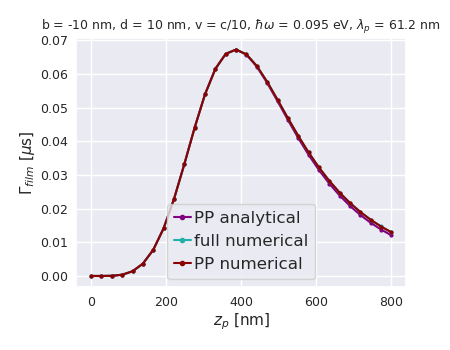 b = -10 nm, d = 10 nm, v = c/10, ℏω = 0.095 eV, λₚ = 61.2 nm
0.07
0.06
0.05
0.04
0.03
0.02
0.01
0.00
Γ_film [μs]
PP analytical
full numerical
PP numerical
0 200 400 600 800
zₚ [nm]